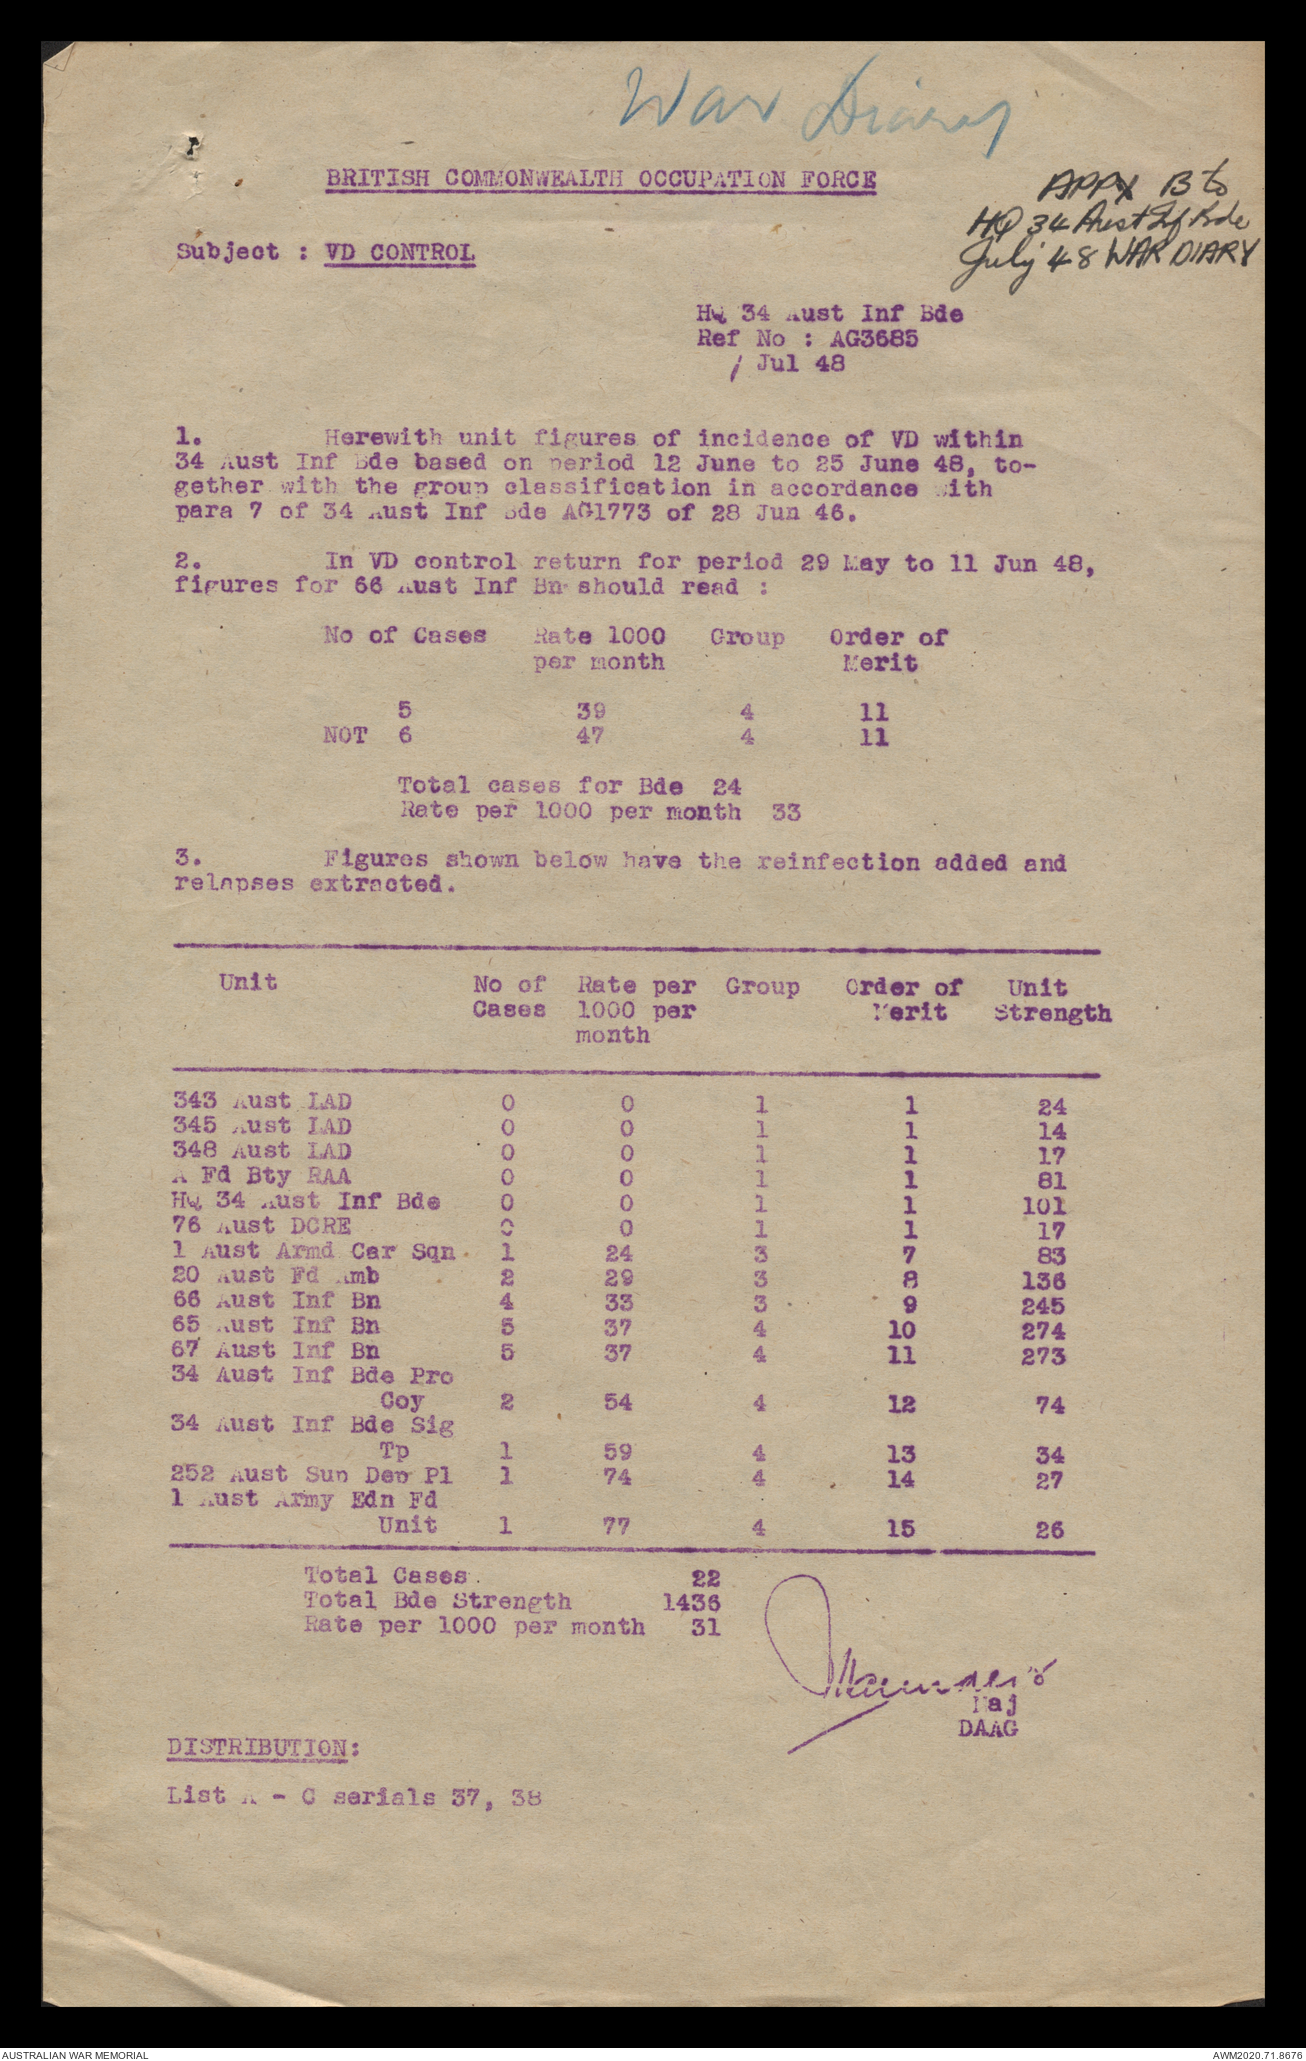 War Diary
BRITISH COMMONWEALTH OCCUPATION FORCE
APPX B to
HQ 34 Aust Inf Bde
July 48 WAR DIARY
Subject : VD CONTROL
HQ 34 Aust Inf Bde
Ref No : AG3685
1 Jul 48
1. Herewith unit figures of incidence of VD within
34 Aust Inf Bde based on period 12 June to 25 June 48, to-
gether with the group classification in accordance with
para 7 of 34 Aust Inf Bde AG1773 of 28 Jun 46.
2. In VD control return for period 29 May to 11 Jun 48,
figures for 66 Aust Inf Bn should read :
No of Cases Rate 1000 Group Order of
per month Merit
5 39 4 11
NOT 6 47 4 11
Total cases for Bde 24
Rate per 1000 per month 33
3. Figures shown below have the reinfection added and
relapses extracted.
Unit No of Rate per Group Order of Unit
Cases 1000 per Merit Strength
month
343 Aust LAD 0 0 1 1 24
345 Aust LAD 0 0 1 1 14
348 Aust LAD 0 0 1 1 17
A Fd Bty RAA 0 0 1 1 81
HQ 34 Aust Inf Bde 0 0 1 1 101
76 Aust DCRE 0 0 1 1 17
1 Aust Armd Car Sqn 1 24 3 7 83
20 Aust Fd Amb 2 29 3 8 136
66 Aust Inf Bn 4 33 3 9 245
65 Aust Inf Bn 5 37 4 10 274
67 Aust Inf Bn 5 37 4 11 273
34 Aust Inf Bde Pro
Coy 2 54 4 12 74
34 Aust Inf Bde Sig
Tp 1 59 4 13 34
252 Aust Sup Dep Pl 1 74 4 14 27
1 Aust Army Edn Fd
Unit 1 77 4 15 26
Total Cases 22
Total Bde Strength 1436
Rate per 1000 per month 31
Maj
DAAG
DISTRIBUTION:
List A - C serials 37, 38
AUSTRALIAN WAR MEMORIAL
AWM2020.71.8676